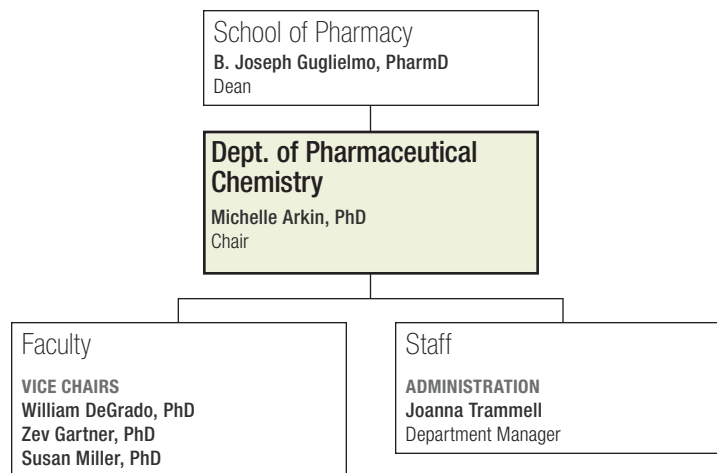 School of Pharmacy
B. Joseph Guglielmo, PharmD
Dean
Dept. of Pharmaceutical
Chemistry
Michelle Arkin, PhD
Chair
Faculty
VICE CHAIRS
William DeGrado, PhD
Zev Gartner, PhD
Susan Miller, PhD
Staff
ADMINISTRATION
Joanna Trammell
Department Manager